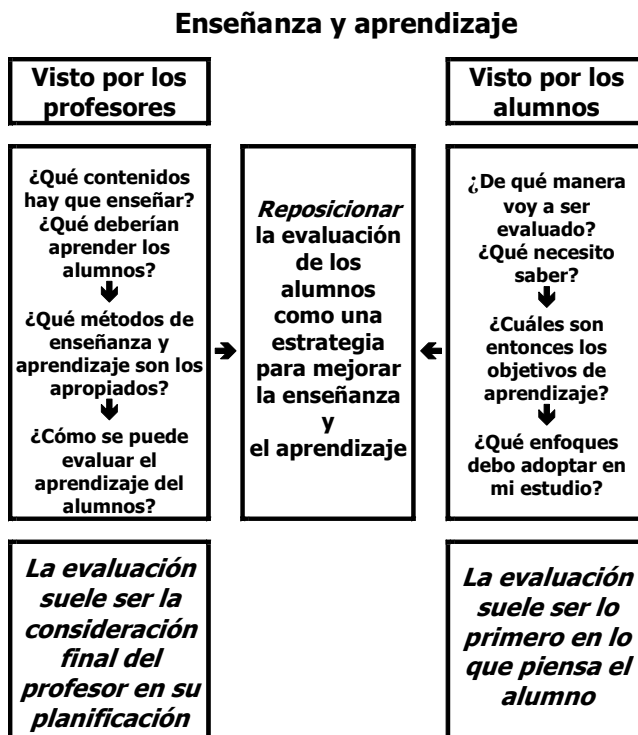 Enseñanza y aprendizaje
Visto por los
profesores
Visto por los
alumnos
¿Qué contenidos
hay que enseñar?
¿Qué deberían
aprender los
alumnos?
¿Qué métodos de
enseñanza y
aprendizaje son los
apropiados?
¿Cómo se puede
evaluar el
aprendizaje del
alumnos?
Reposicionar
la evaluación
de los
alumnos
como una
estrategia
para mejorar
la enseñanza
y
el aprendizaje
¿De qué manera
voy a ser
evaluado?
¿Qué necesito
saber?
¿Cuáles son
entonces los
objetivos de
aprendizaje?
¿Qué enfoques
debo adoptar en
mi estudio?
La evaluación
suele ser la
consideración
final del
profesor en su
planificación
La evaluación
suele ser lo
primero en lo
que piensa el
alumno